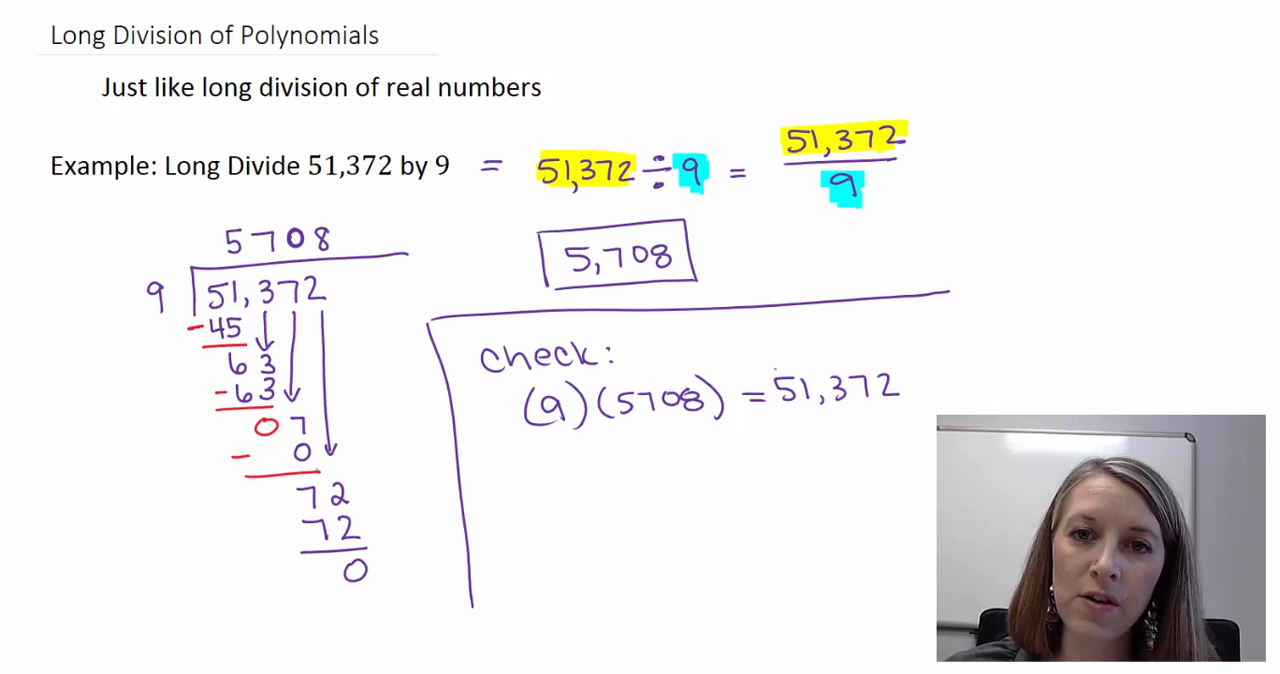 Long Division of Polynomials
Just like long division of real numbers
Example: Long Divide 51,372 by 9 = 51,372 ÷ 9 = 51,372 / 9
5708
9 51,372
-45
63
-63
07
- 0
72
72
0
5,708
check:
(9)(5708) = 51,372